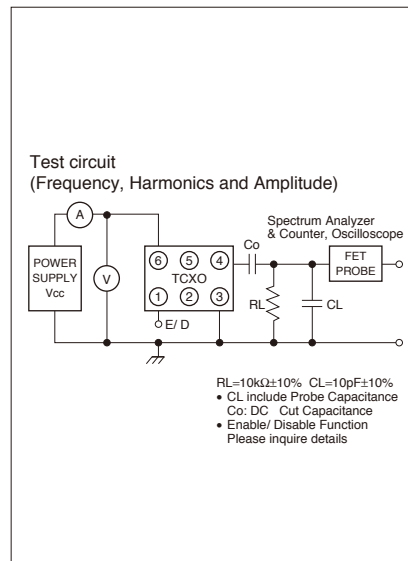 Test circuit
(Frequency, Harmonics and Amplitude)
A
Spectrum Analyzer
& Counter, Oscilloscope
Co
POWER
SUPPLY
Vcc
V
6 5 4
TCXO
1 2 3
E/ D
RL
CL
FET
PROBE
RL=10kΩ±10% CL=10pF±10%
• CL include Probe Capacitance
Co: DC Cut Capacitance
• Enable/ Disable Function
Please inquire details